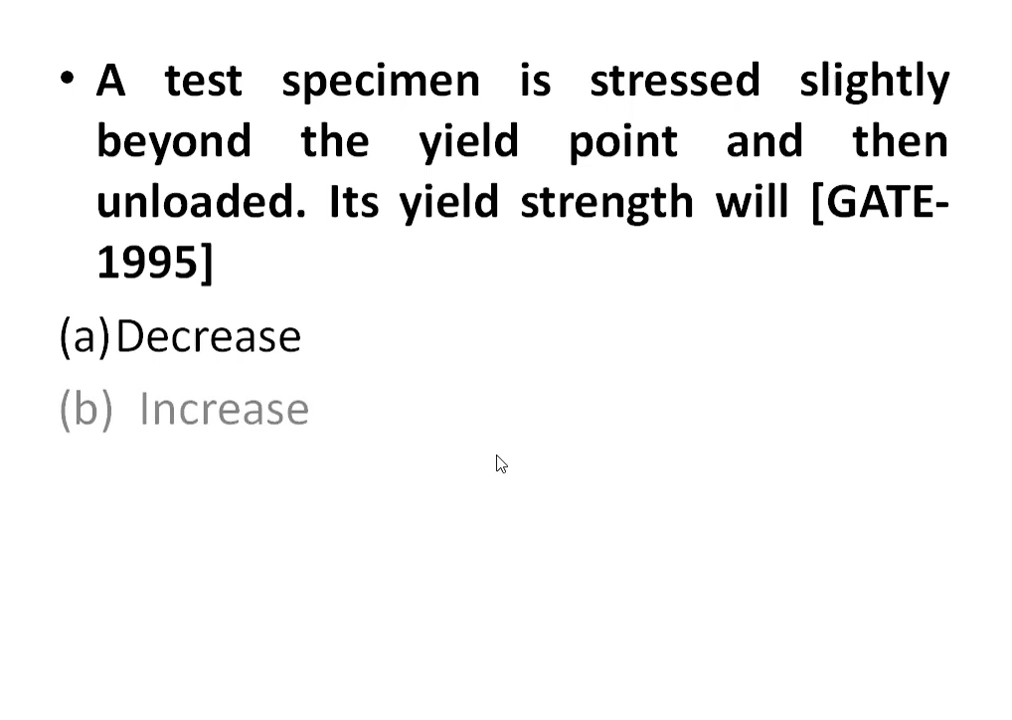 • A test specimen is stressed slightly
beyond the yield point and then
unloaded. Its yield strength will [GATE-
1995]
(a) Decrease
(b) Increase